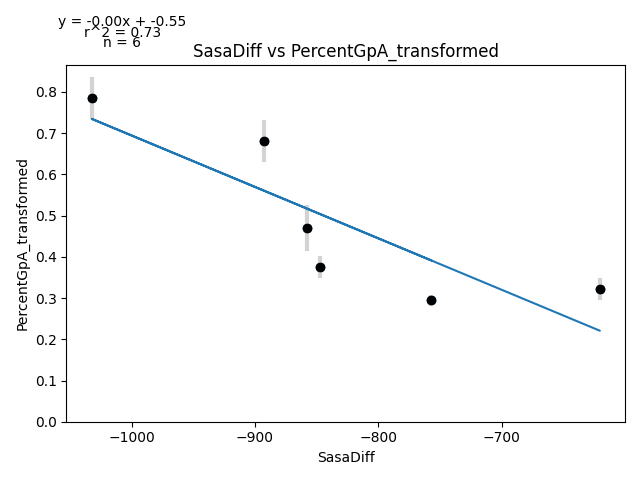 y = -0.00x + -0.55
r^2 = 0.73
n = 6
SasaDiff vs PercentGpA_transformed
PercentGpA_transformed
0.8
0.7
0.6
0.5
0.4
0.3
0.2
0.1
0.0
−1000
−900
−800
−700
SasaDiff